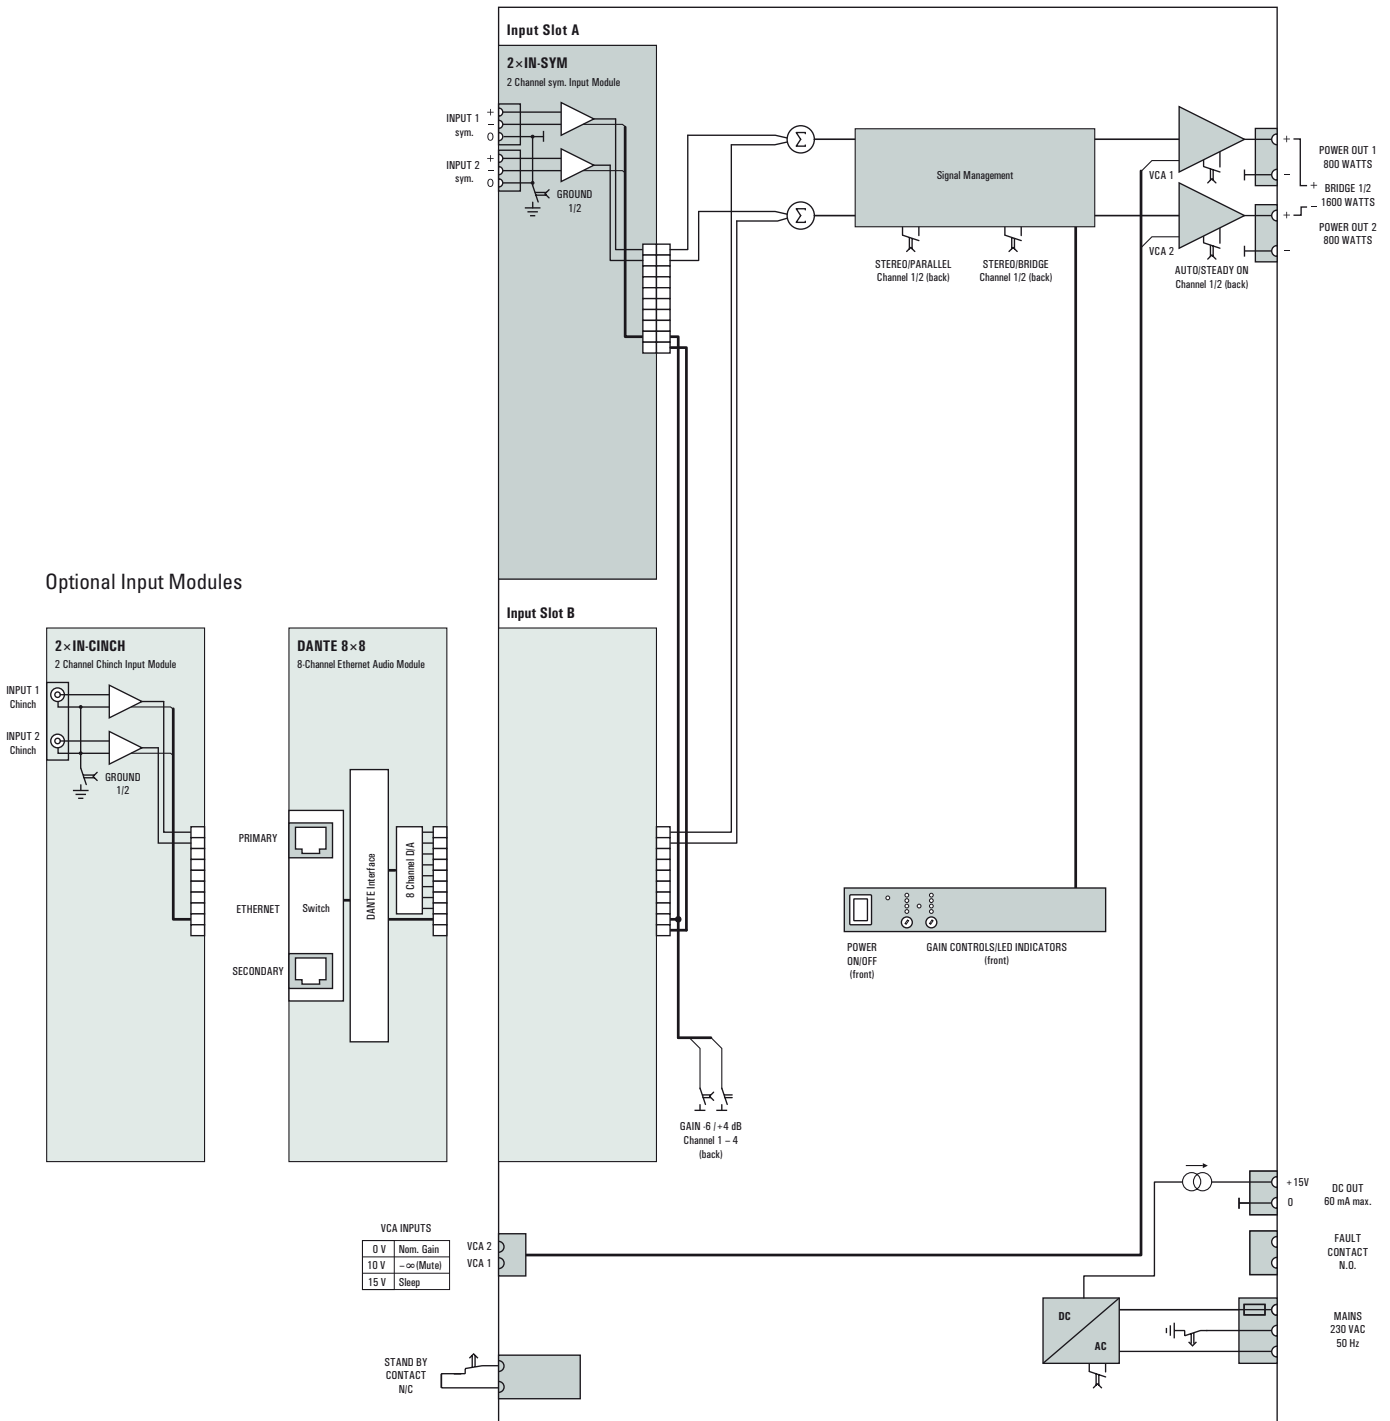 Input Slot A
2×IN-SYM
2 Channel sym. Input Module
INPUT 1
sym.
+
−
0
INPUT 2
sym.
+
−
0
GROUND
1/2
Σ
Σ
Signal Management
STEREO/PARALLEL
Channel 1/2 (back)
STEREO/BRIDGE
Channel 1/2 (back)
VCA 1
VCA 2
AUTO/STEADY ON
Channel 1/2 (back)
+
−
+
−
POWER OUT 1
800 WATTS
+ BRIDGE 1/2
− 1600 WATTS
POWER OUT 2
800 WATTS
Optional Input Modules
2×IN-CINCH
2 Channel Chinch Input Module
INPUT 1
Chinch
INPUT 2
Chinch
GROUND
1/2
DANTE 8×8
8-Channel Ethernet Audio Module
PRIMARY
ETHERNET
SECONDARY
Switch
DANTE Interface
8 Channel D/A
Input Slot B
GAIN -6 /+4 dB
Channel 1 – 4
(back)
POWER
ON/OFF
(front)
GAIN CONTROLS/LED INDICATORS
(front)
VCA INPUTS
0 V Nom. Gain
10 V −∞(Mute)
15 V Sleep
VCA 2
VCA 1
STAND BY
CONTACT
N/C
+15V
0
DC OUT
60 mA max.
FAULT
CONTACT
N.O.
DC
AC
MAINS
230 VAC
50 Hz